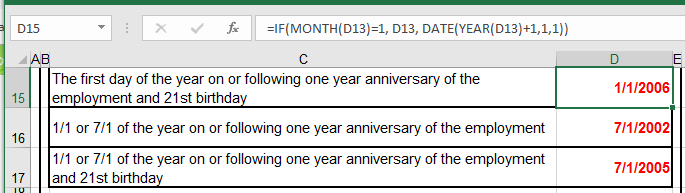 D15 fx =IF(MONTH(D13)=1, D13, DATE(YEAR(D13)+1,1,1))
A B C D E
The first day of the year on or following one year anniversary of the
15 employment and 21st birthday 1/1/2006
16 1/1 or 7/1 of the year on or following one year anniversary of the employment 7/1/2002
1/1 or 7/1 of the year on or following one year anniversary of the employment
17 and 21st birthday 7/1/2005